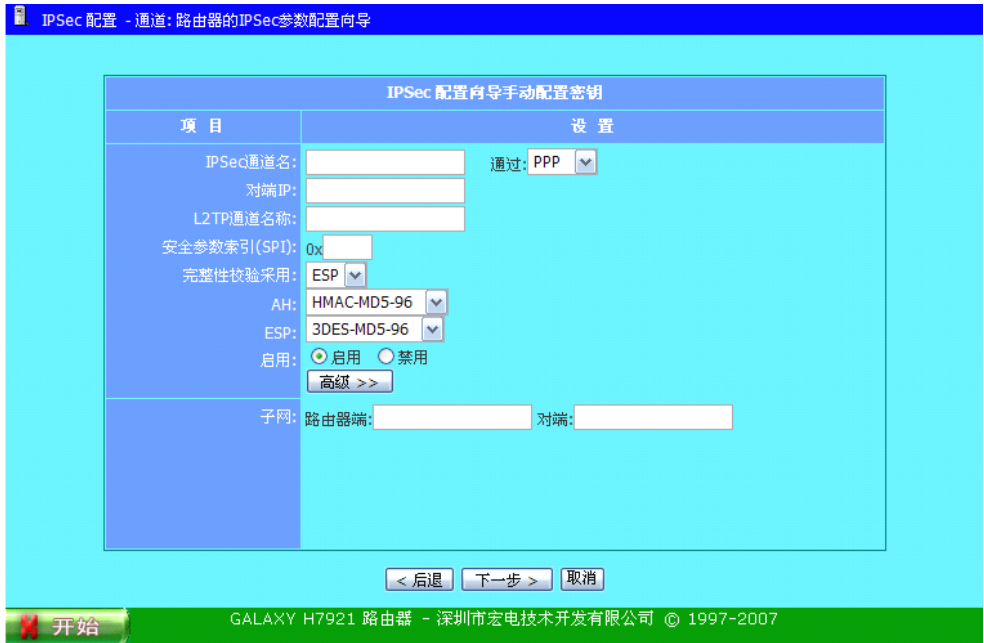 IPSec 配置 - 通道: 路由器的IPSec参数配置向导
IPSec 配置向导手动配置密钥
项 目 设 置
IPSec通道名: 通过: PPP
对端IP:
L2TP通道名称:
安全参数索引(SPI): 0x
完整性校验采用: ESP
AH: HMAC-MD5-96
ESP: 3DES-MD5-96
启用: 启用 禁用
高级 >>
子网: 路由器端: 对端:
< 后退 下一步 > 取消
开始 GALAXY H7921 路由器 - 深圳市宏电技术开发有限公司 © 1997-2007